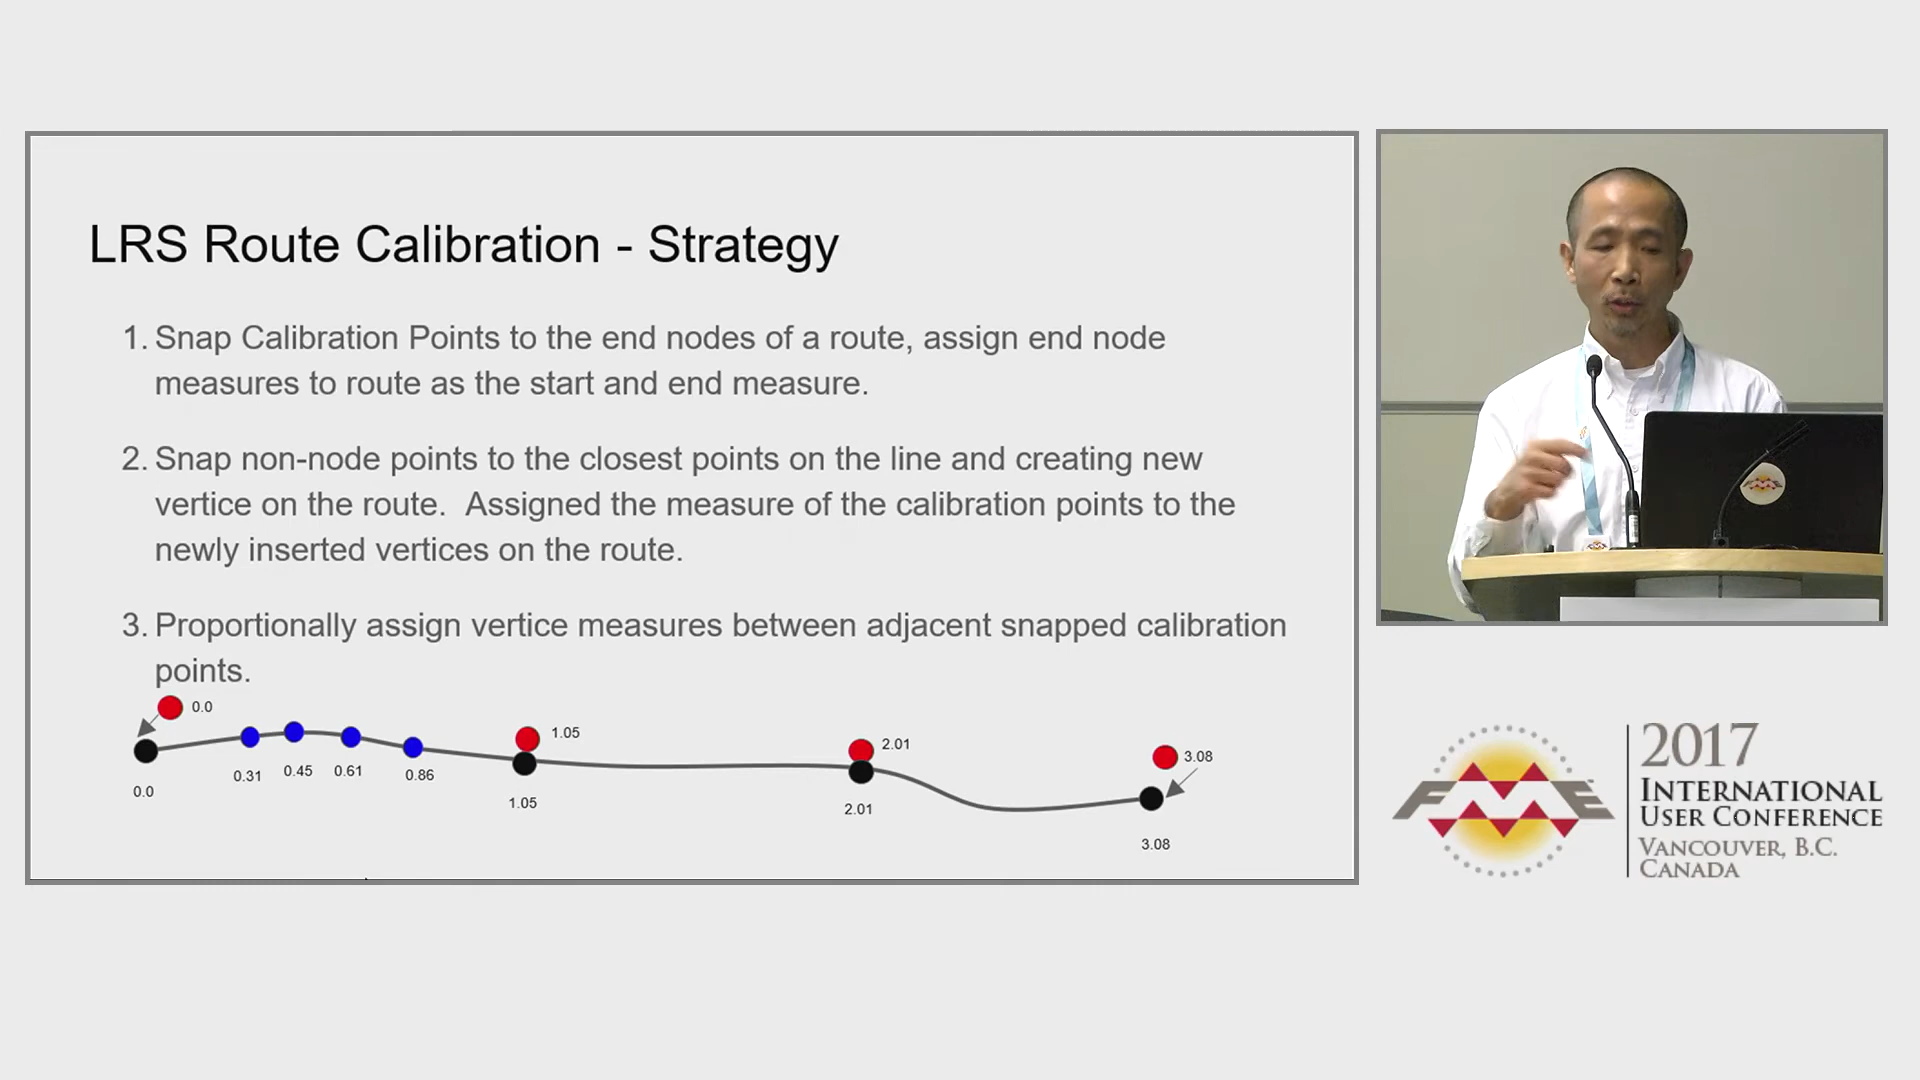 LRS Route Calibration - Strategy
1. Snap Calibration Points to the end nodes of a route, assign end node
measures to route as the start and end measure.
2. Snap non-node points to the closest points on the line and creating new
vertice on the route.  Assigned the measure of the calibration points to the
newly inserted vertices on the route.
3. Proportionally assign vertice measures between adjacent snapped calibration
points.
0.0
1.05
2.01
3.08
0.31
0.45
0.61
0.86
0.0
1.05
2.01
3.08
FME
2017
INTERNATIONAL
USER CONFERENCE
VANCOUVER, B.C.
CANADA